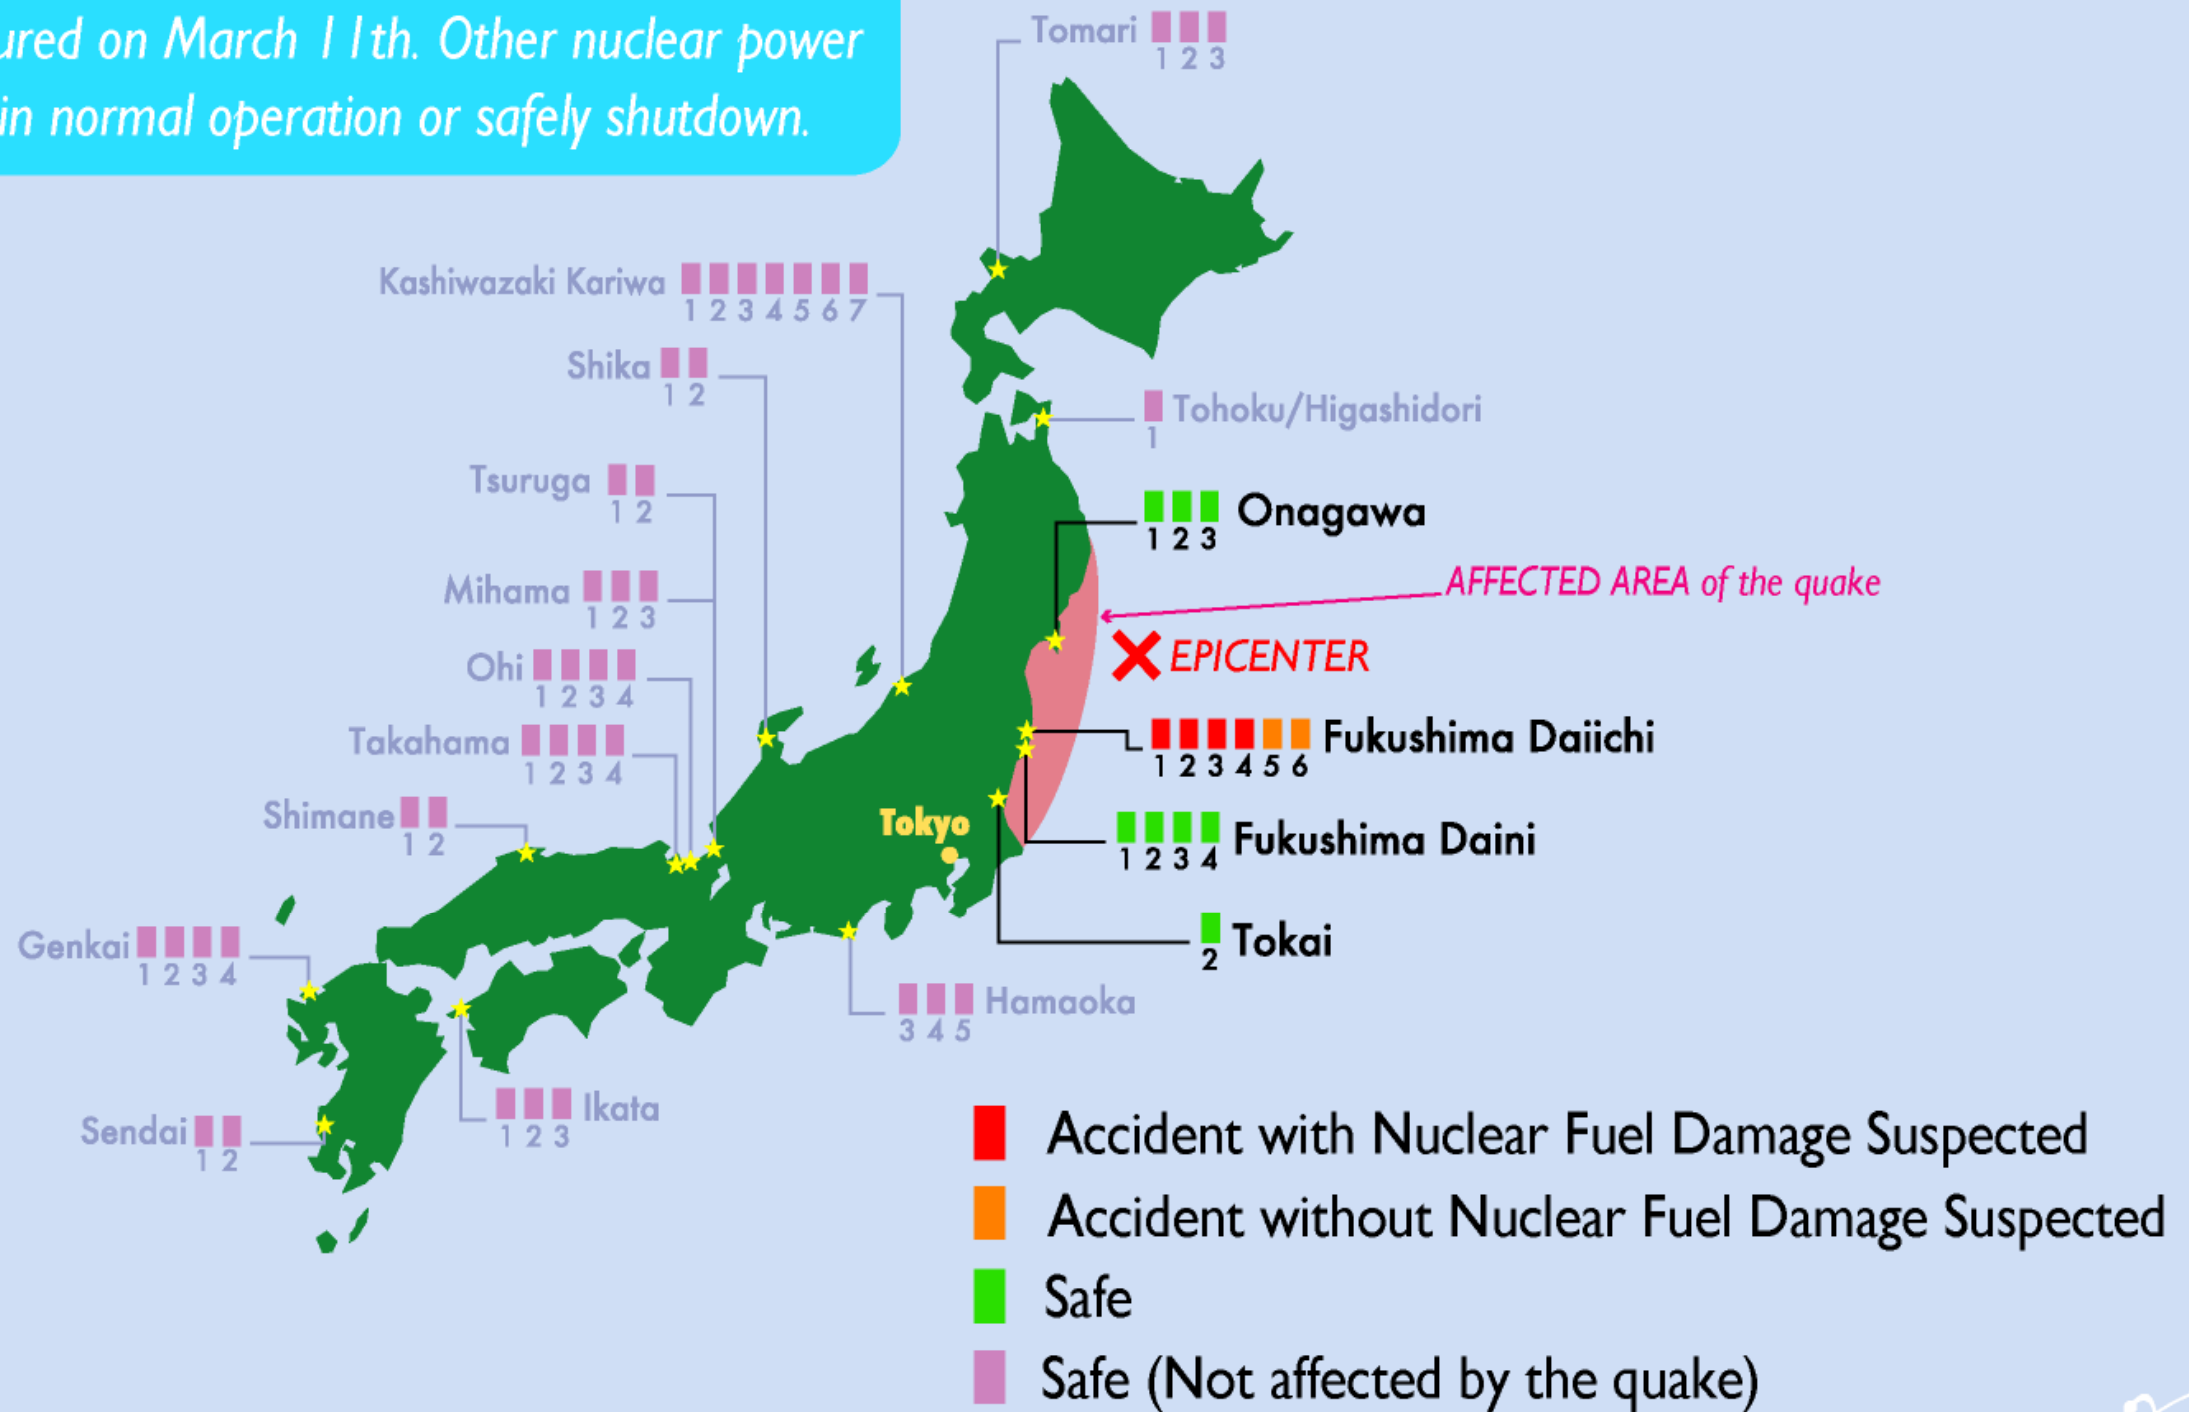 ured on March 11th. Other nuclear power
in normal operation or safely shutdown.
Tomari
1 2 3
Kashiwazaki Kariwa
1 2 3 4 5 6 7
Shika
1 2
Tohoku/Higashidori
1
Tsuruga
1 2
Onagawa
1 2 3
Mihama
1 2 3
AFFECTED AREA of the quake
EPICENTER
Ohi
1 2 3 4
Takahama
1 2 3 4
Fukushima Daiichi
1 2 3 4 5 6
Shimane
1 2
Tokyo
Fukushima Daini
1 2 3 4
Genkai
1 2 3 4
Tokai
2
Hamaoka
3 4 5
Ikata
1 2 3
Sendai
1 2
Accident with Nuclear Fuel Damage Suspected
Accident without Nuclear Fuel Damage Suspected
Safe
Safe (Not affected by the quake)